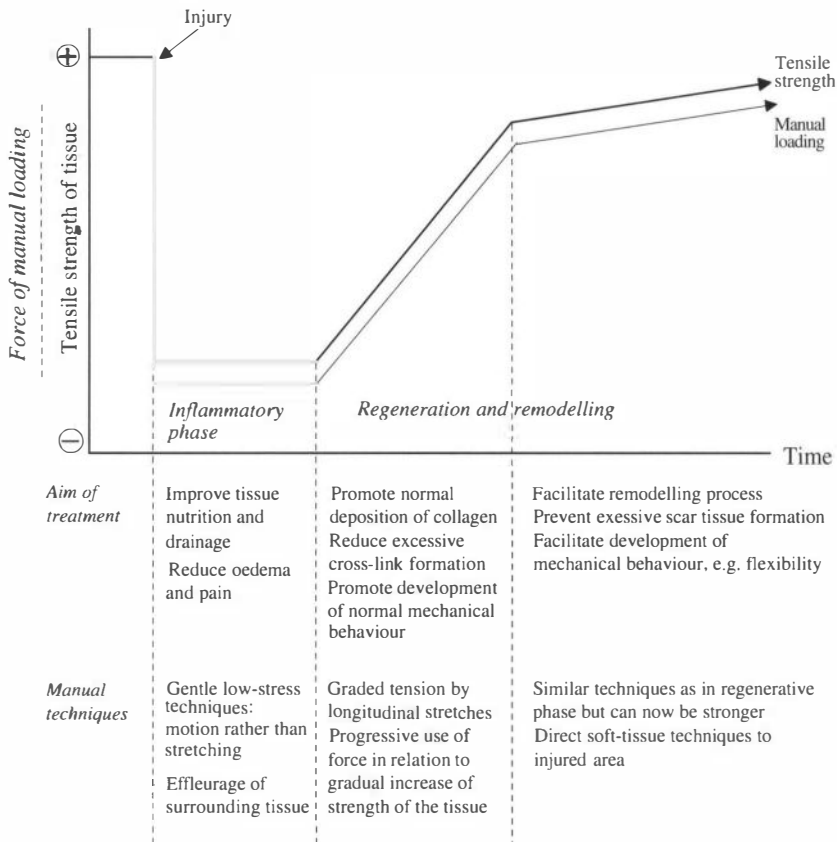 Injury
⊕
Tensile
strength
Manual
loading
Force of manual loading
Tensile strength of tissue
Inflammatory
phase
Regeneration and remodelling
⊖
Time
Aim of
treatment
Improve tissue
nutrition and
drainage
Reduce oedema
and pain
Promote normal
deposition of collagen
Reduce excessive
cross-link formation
Promote development
of normal mechanical
behaviour
Facilitate remodelling process
Prevent exessive scar tissue formation
Facilitate development of
mechanical behaviour, e.g. flexibility
Manual
techniques
Gentle low-stress
techniques:
motion rather than
stretching
Effleurage of
surrounding tissue
Graded tension by
longitudinal stretches
Progressive use of
force in relation to
gradual increase of
strength of the tissue
Similar techniques as in regenerative
phase but can now be stronger
Direct soft-tissue techniques to
injured area